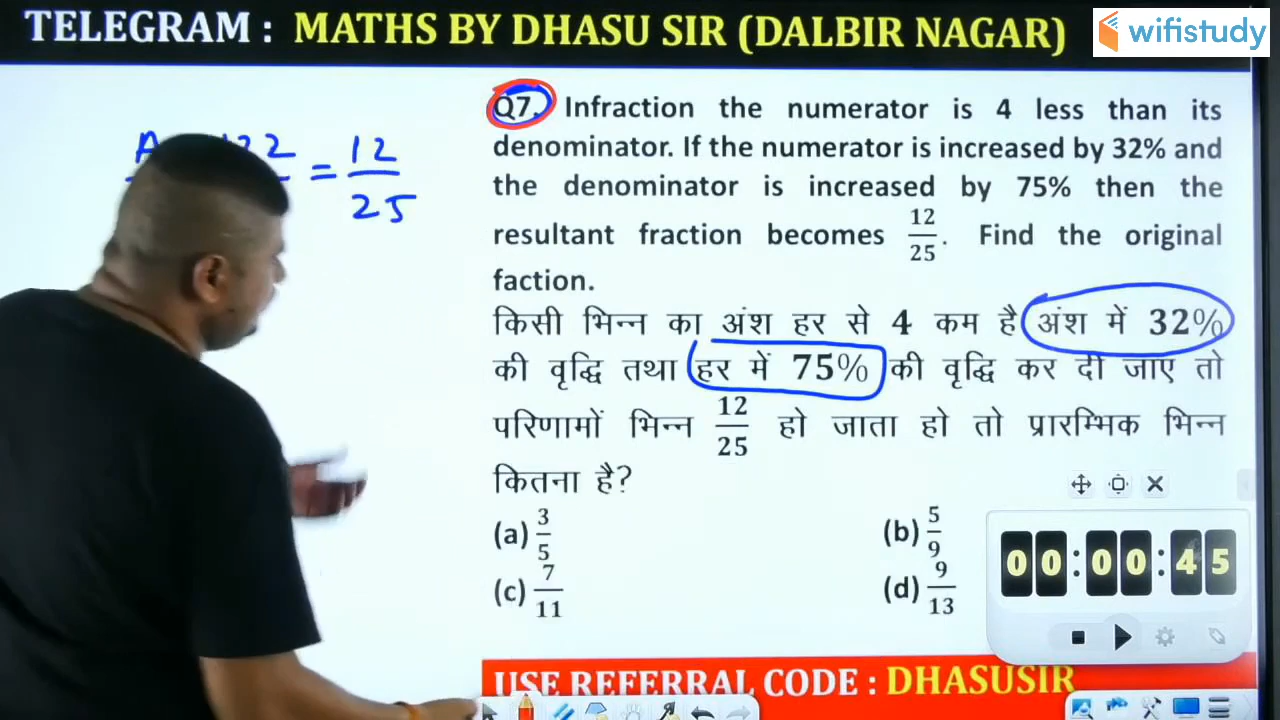 TELEGRAM : MATHS BY DHASU SIR (DALBIR NAGAR)
wifistudy
Q7. Infraction the numerator is 4 less than its
denominator. If the numerator is increased by 32% and
the denominator is increased by 75% then the
resultant fraction becomes 12/25. Find the original
faction.
किसी भिन्न का अंश हर से 4 कम है अंश में 32%
की वृद्धि तथा हर में 75% की वृद्धि कर दी जाए तो
परिणामों भिन्न 12/25 हो जाता हो तो प्रारम्भिक भिन्न
कितना है?
(a) 3/5 (b) 5/9
(c) 7/11 (d) 9/13
= 12/25
00:00:45
USE REFERRAL CODE : DHASUSIR